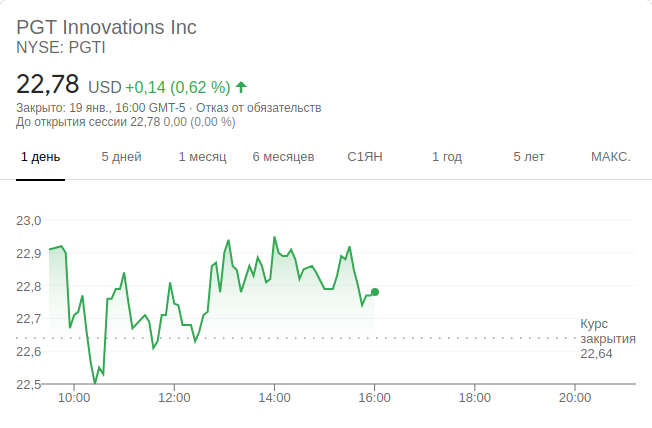 PGT Innovations Inc
NYSE: PGTI
22,78 USD +0,14 (0,62 %)
Закрыто: 19 янв., 16:00 GMT-5 · Отказ от обязательств
До открытия сессии 22,78 0,00 (0,00 %)
1 день 5 дней 1 месяц 6 месяцев С1ЯН 1 год 5 лет МАКС.
23,0
22,9
22,8
22,7
Курс
закрытия
22,64
22,6
22,5
10:00 12:00 14:00 16:00 18:00 20:00